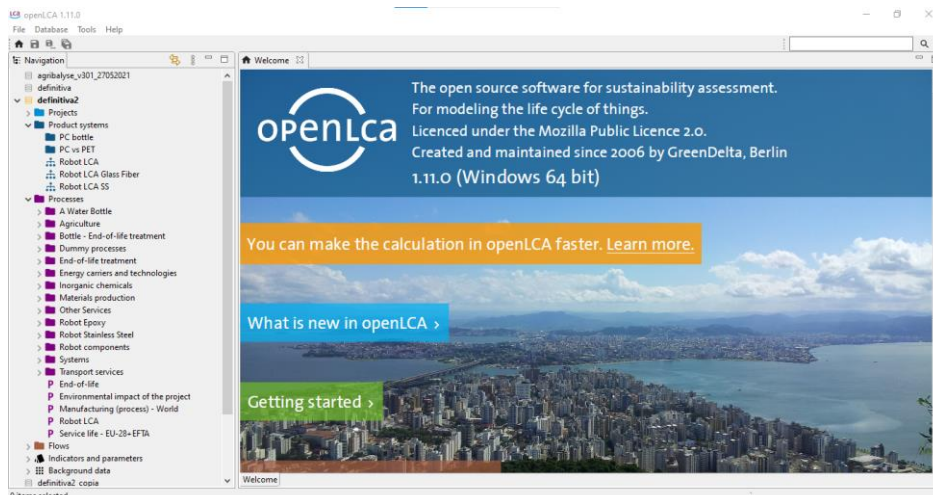 openLCA 1.11.0
File Database Tools Help
Navigation
agribalyse_v301_27052021
definitiva
definitiva2
Projects
Product systems
PC bottle
PC vs PET
Robot LCA
Robot LCA Glass Fiber
Robot LCA SS
Processes
A Water Bottle
Agriculture
Bottle - End-of-life treatment
Dummy processes
End-of-life treatment
Energy carriers and technologies
Inorganic chemicals
Materials production
Other Services
Robot Epoxy
Robot Stainless Steel
Robot components
Systems
Transport services
P End-of-life
P Environmental impact of the project
P Manufacturing (process) - World
P Robot LCA
P Service life - EU-28+EFTA
Flows
Indicators and parameters
Background data
definitiva2_copia
0 items selected
Welcome
openLca
The open source software for sustainability assessment.
For modeling the life cycle of things.
Licenced under the Mozilla Public Licence 2.0.
Created and maintained since 2006 by GreenDelta, Berlin
1.11.0 (Windows 64 bit)
You can make the calculation in openLCA faster. Learn more.
What is new in openLCA ›
Getting started ›
Welcome